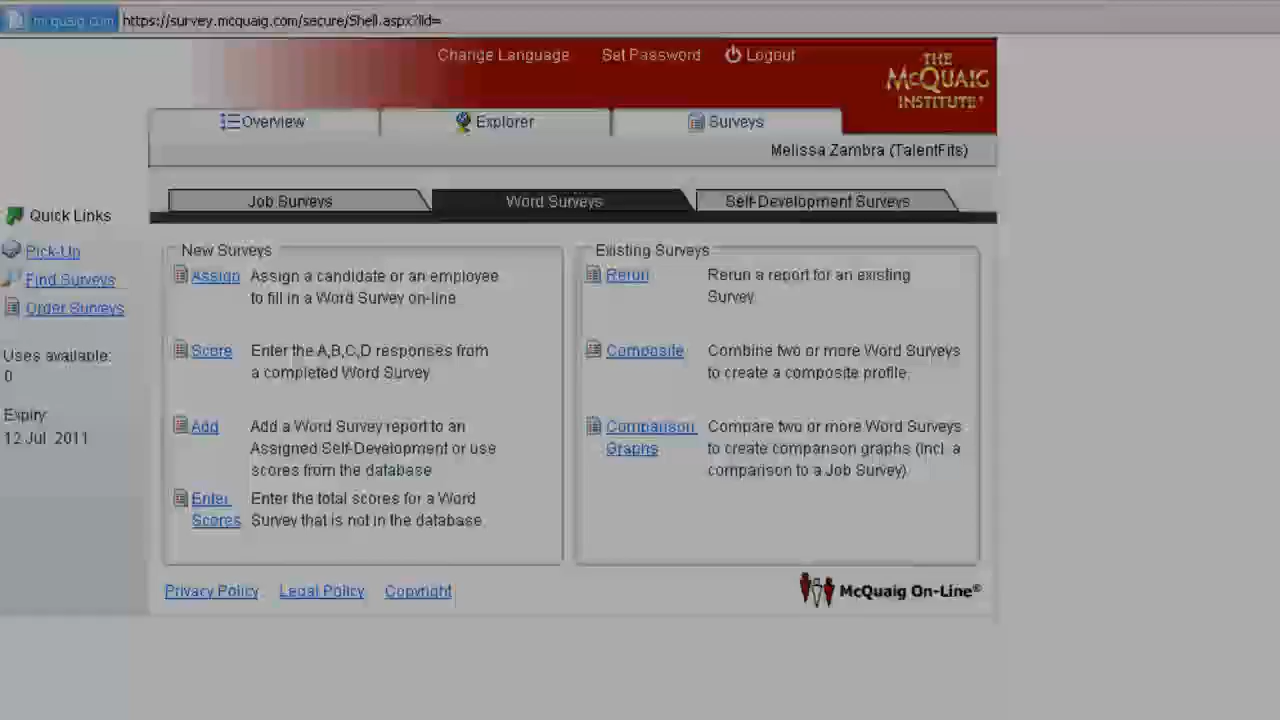 mcquaig.com https://survey.mcquaig.com/secure/Shell.aspx?lid=
Change Language Set Password Logout
THE
McQUAIG
INSTITUTE®
Overview Explorer Surveys
Melissa Zambra (TalentFits)
Job Surveys Word Surveys Self-Development Surveys
Quick Links
Pick-Up
Find Surveys
Order Surveys
Uses available:
0
Expiry:
12 Jul 2011
New Surveys
Assign Assign a candidate or an employee
to fill in a Word Survey on-line
Score Enter the A,B,C,D responses from
a completed Word Survey
Add Add a Word Survey report to an
Assigned Self-Development or use
scores from the database
Enter Enter the total scores for a Word
Scores Survey that is not in the database
Existing Surveys
Rerun Rerun a report for an existing
Survey
Composite Combine two or more Word Surveys
to create a composite profile.
Comparison Compare two or more Word Surveys
Graphs to create comparison graphs (incl. a
comparison to a Job Survey).
Privacy Policy Legal Policy Copyright
McQuaig On-Line®